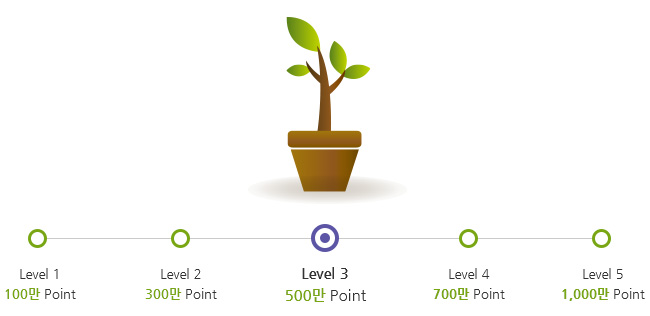 Level 1
100만 Point
Level 2
300만 Point
Level 3
500만 Point
Level 4
700만 Point
Level 5
1,000만 Point